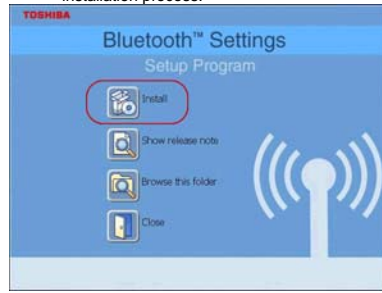 installation process.
TOSHIBA
Bluetooth™ Settings
Setup Program
Install
Show release note
Browse this folder
Close